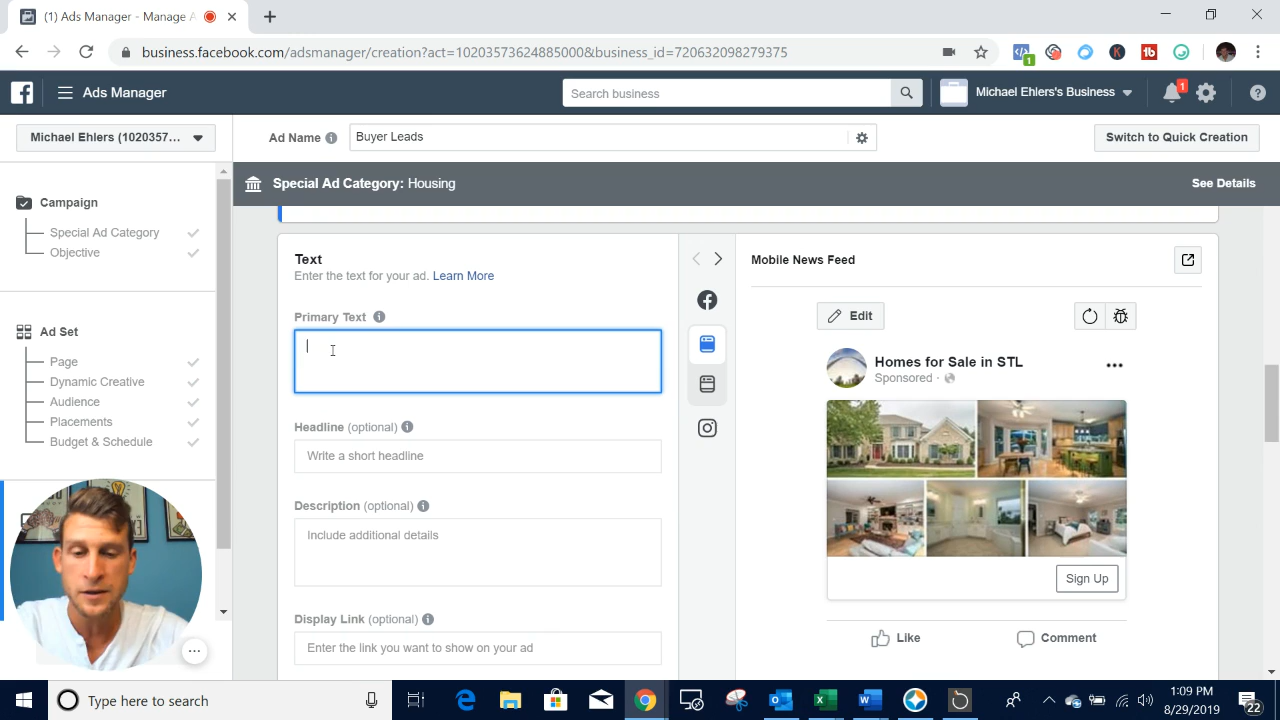 (1) Ads Manager - Manage A
business.facebook.com/adsmanager/creation?act=10203573624885000&business_id=720632098279375
1
K
Ads Manager
Search business
Michael Ehlers's Business
1
?
Michael Ehlers (1020357...
Ad Name
Buyer Leads
Switch to Quick Creation
Special Ad Category: Housing
See Details
Campaign
Special Ad Category
Objective
Ad Set
Page
Dynamic Creative
Audience
Placements
Budget & Schedule
Text
Enter the text for your ad. Learn More
Primary Text
Headline (optional)
Write a short headline
Description (optional)
Include additional details
Display Link (optional)
Enter the link you want to show on your ad
Mobile News Feed
Edit
Homes for Sale in STL
Sponsored ·
Sign Up
Like
Comment
Type here to search
1:09 PM
8/29/2019
22